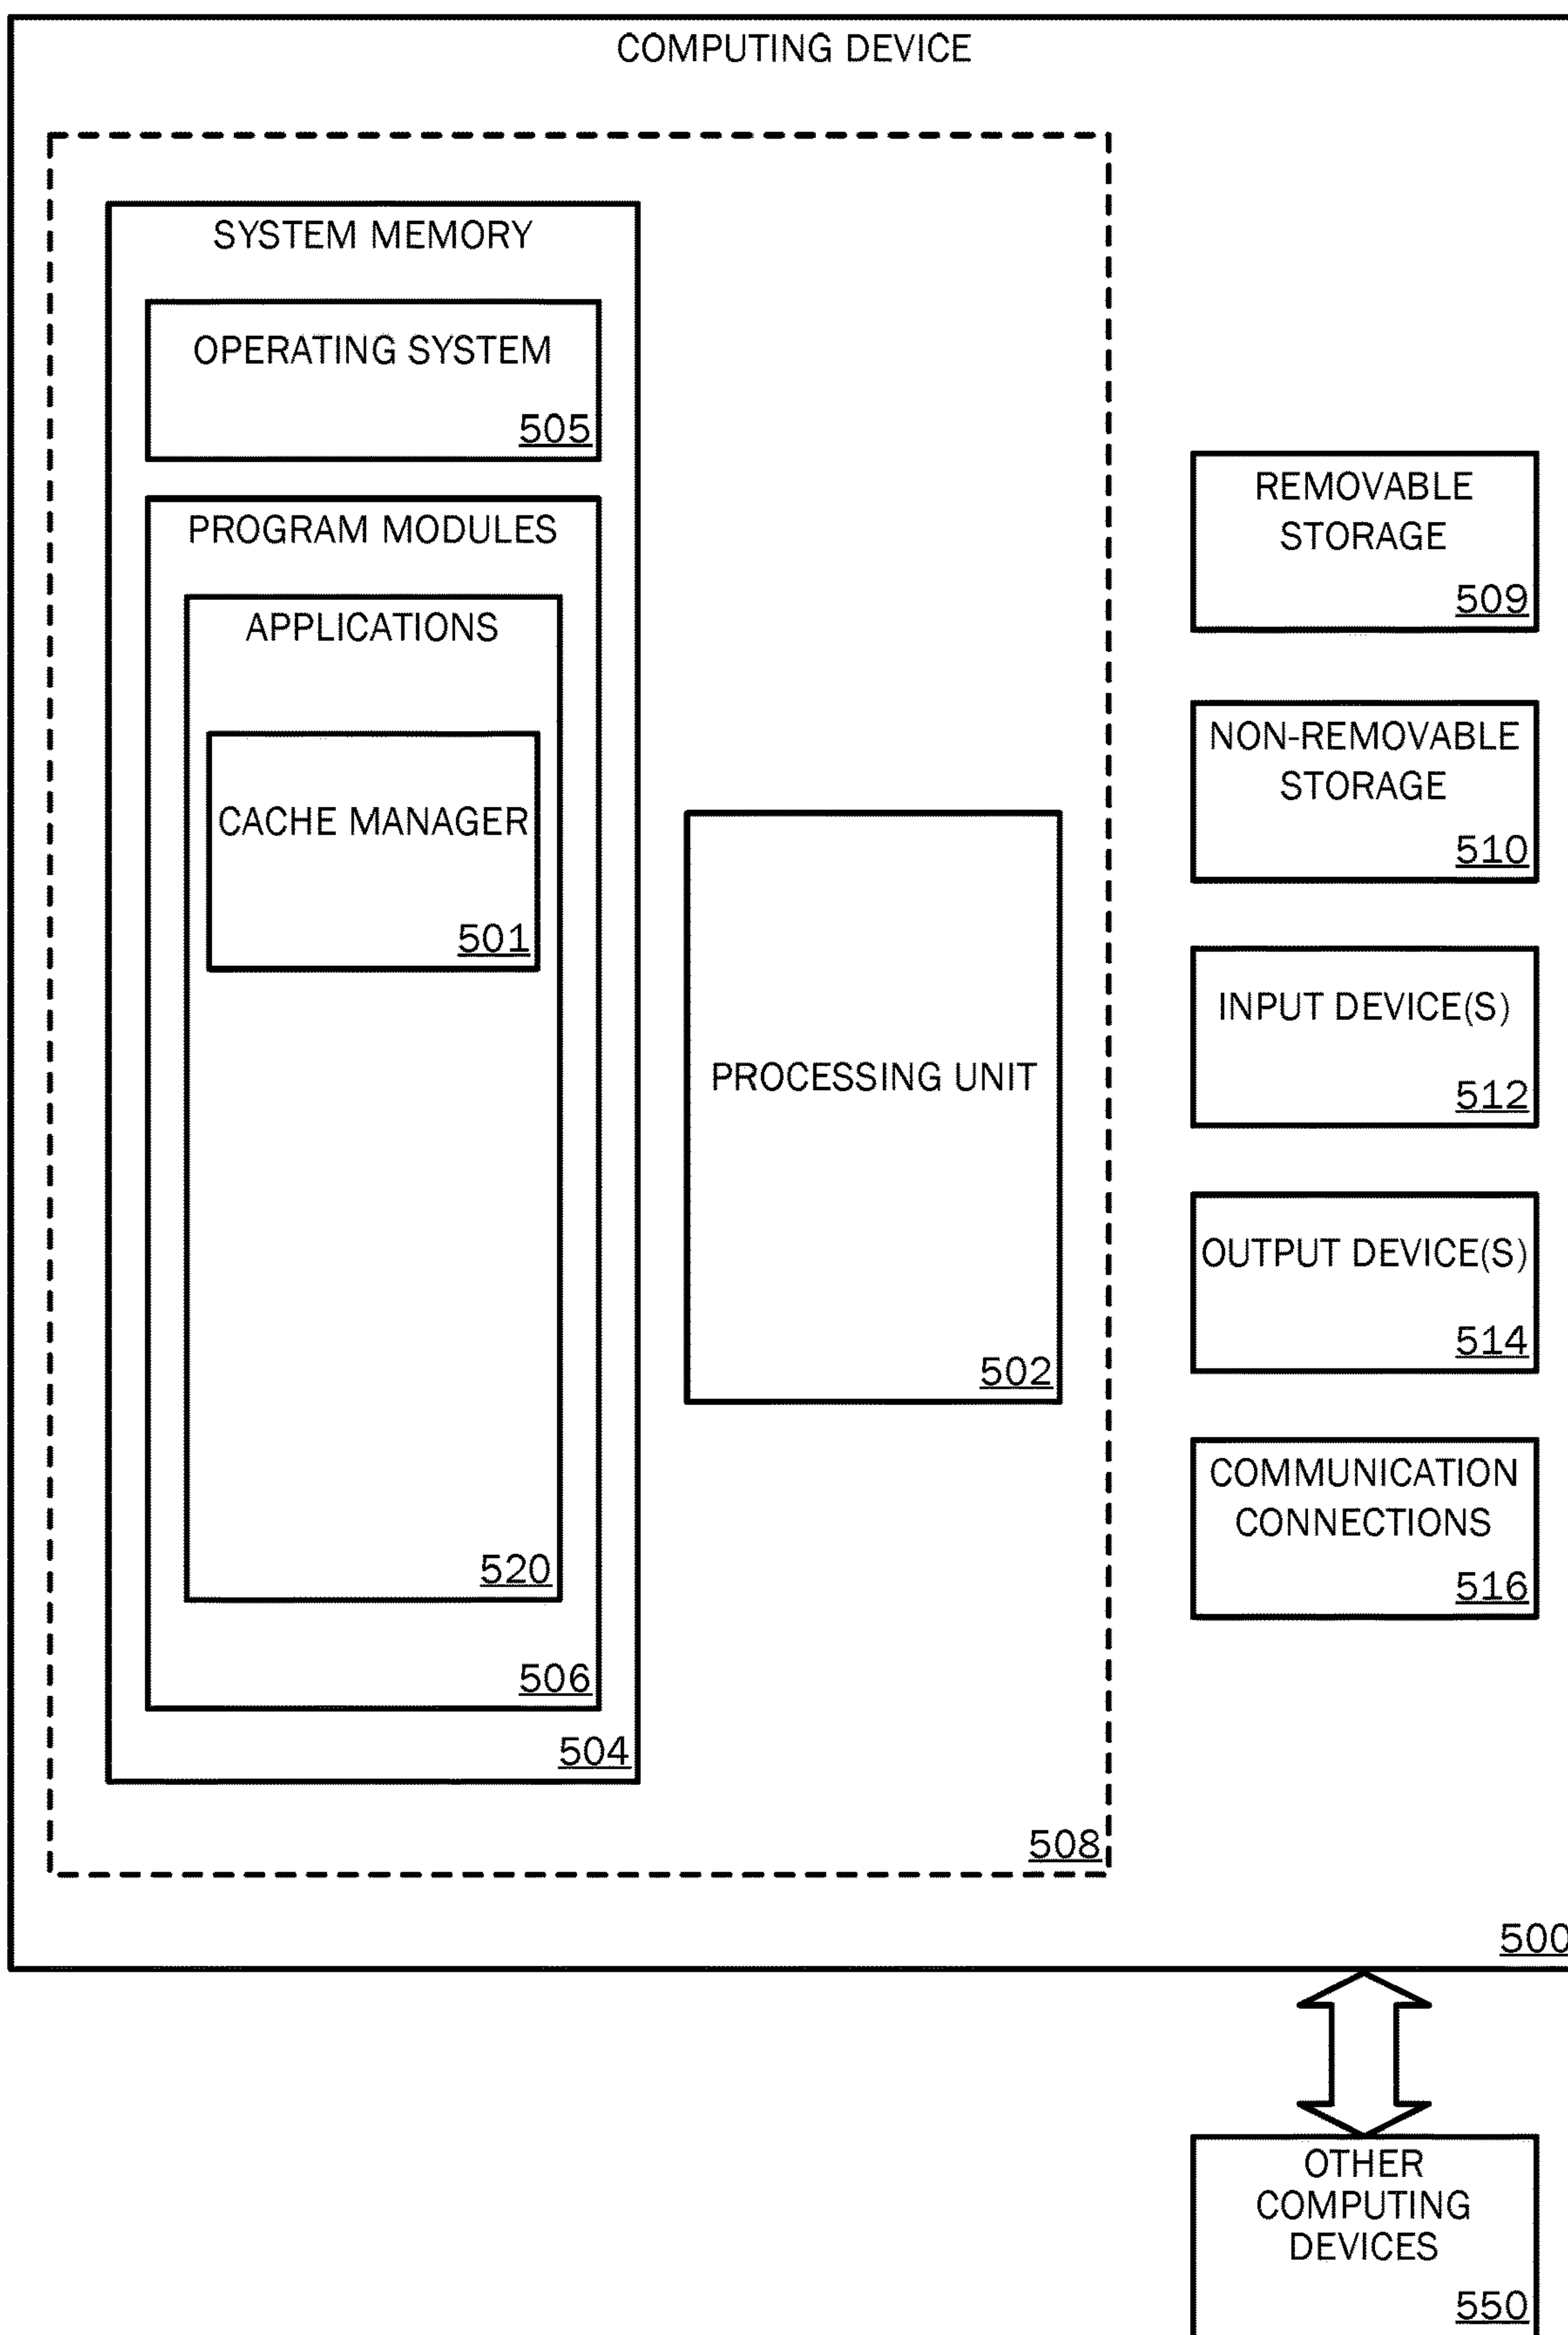 COMPUTING DEVICE
SYSTEM MEMORY
OPERATING SYSTEM
505
PROGRAM MODULES
APPLICATIONS
CACHE MANAGER
501
520
506
504
PROCESSING UNIT
502
508
REMOVABLE
STORAGE
509
NON-REMOVABLE
STORAGE
510
INPUT DEVICE(S)
512
OUTPUT DEVICE(S)
514
COMMUNICATION
CONNECTIONS
516
500
OTHER
COMPUTING
DEVICES
550